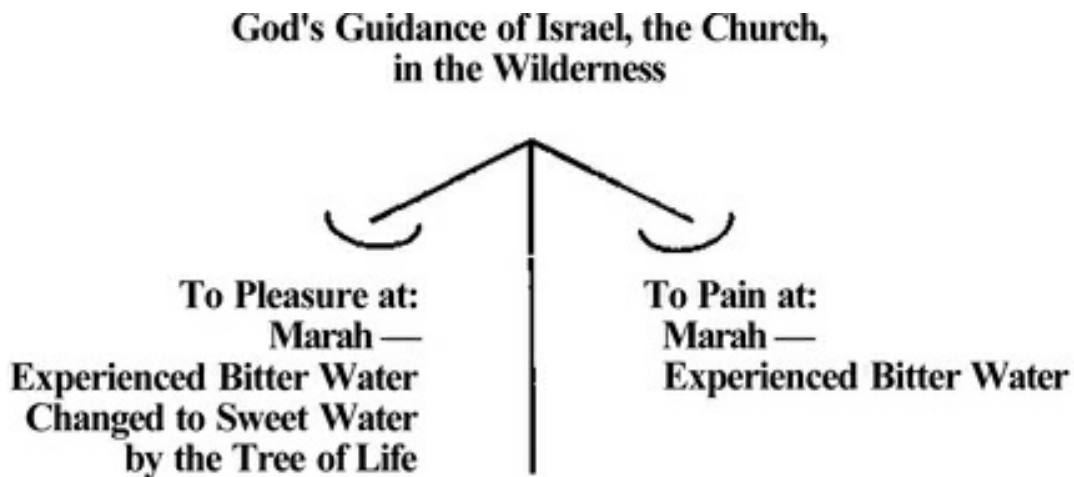 God's Guidance of Israel, the Church,
in the Wilderness
To Pleasure at:
Marah —
Experienced Bitter Water
Changed to Sweet Water
by the Tree of Life
To Pain at:
Marah —
Experienced Bitter Water